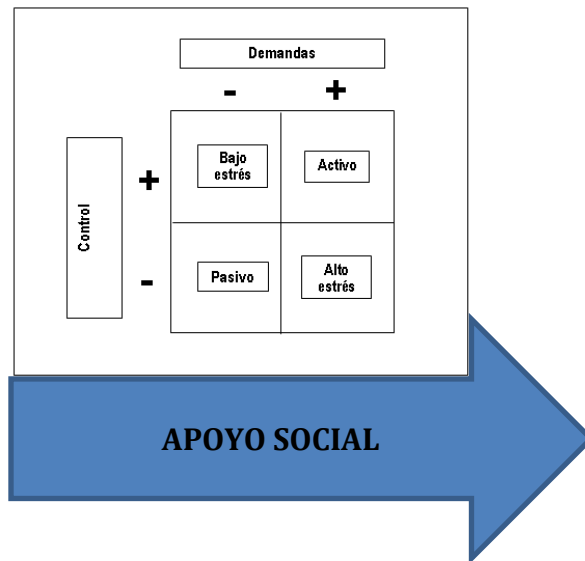 Demandas
- +
Control
+
Bajo
estrés
Activo
-
Pasivo
Alto
estrés
APOYO SOCIAL